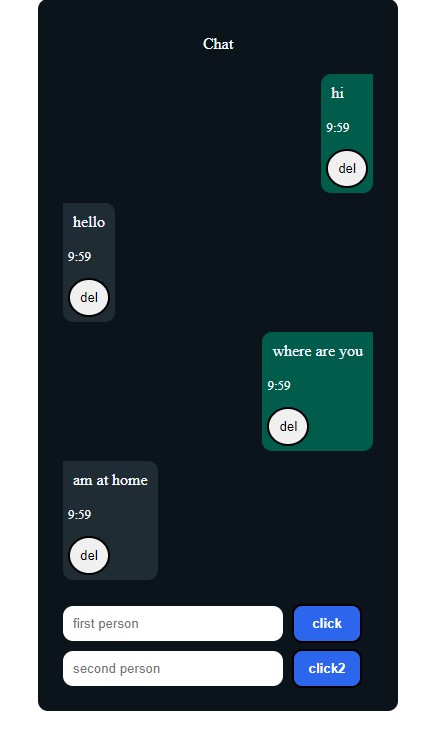 Chat
hi
9:59
del
hello
9:59
del
where are you
9:59
del
am at home
9:59
del
first person click
second person click2